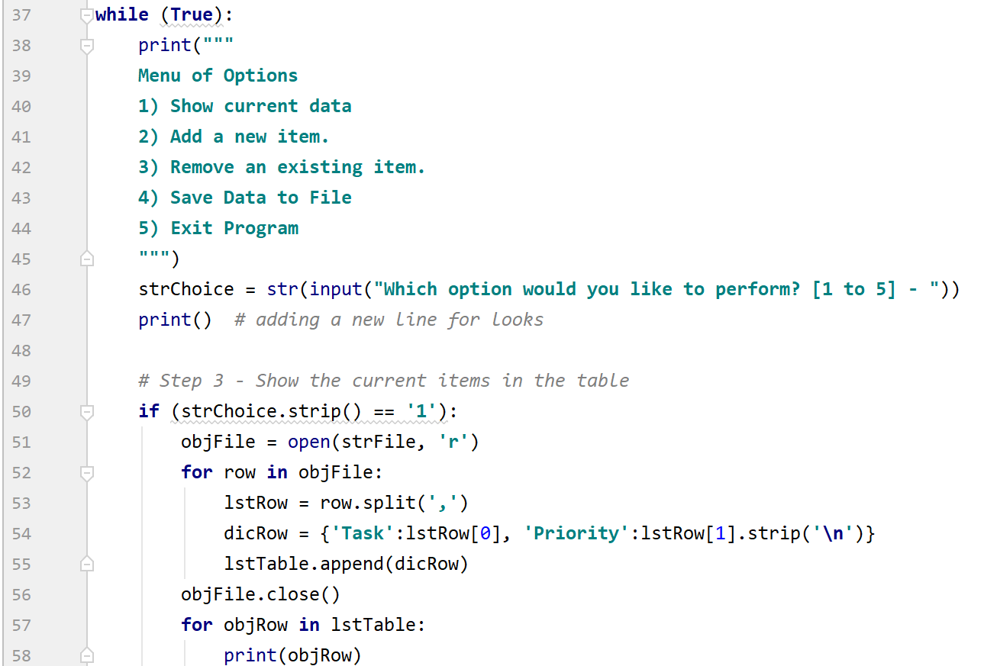 37 while (True):
38     print("""
39     Menu of Options
40     1) Show current data
41     2) Add a new item.
42     3) Remove an existing item.
43     4) Save Data to File
44     5) Exit Program
45     """)
46     strChoice = str(input("Which option would you like to perform? [1 to 5] - "))
47     print()  # adding a new line for looks
48
49     # Step 3 - Show the current items in the table
50     if (strChoice.strip() == '1'):
51         objFile = open(strFile, 'r')
52         for row in objFile:
53             lstRow = row.split(',')
54             dicRow = {'Task':lstRow[0], 'Priority':lstRow[1].strip('\n')}
55             lstTable.append(dicRow)
56         objFile.close()
57         for objRow in lstTable:
58             print(objRow)